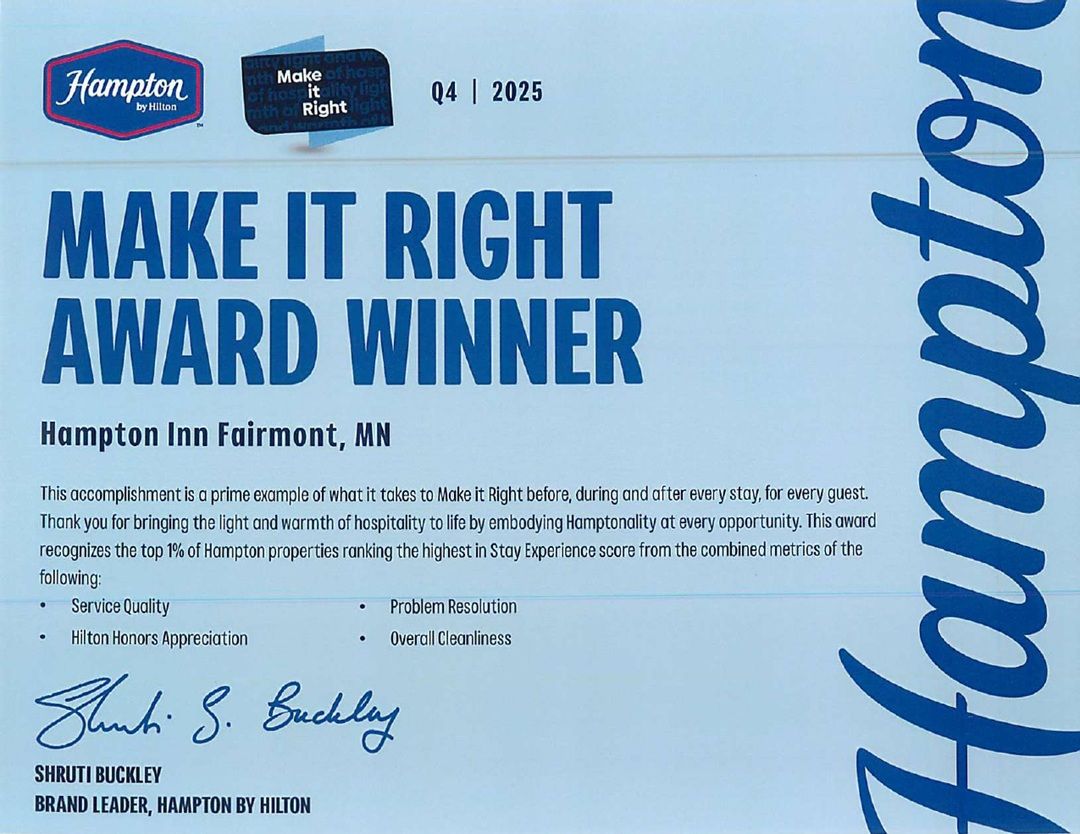 Hampton
by Hilton
™
Make
it
Right
Q4 | 2025
MAKE IT RIGHT
AWARD WINNER
Hampton Inn Fairmont, MN
This accomplishment is a prime example of what it takes to Make it Right before, during and after every stay, for every guest.
Thank you for bringing the light and warmth of hospitality to life by embodying Hamptonality at every opportunity. This award
recognizes the top 1% of Hampton properties ranking the highest in Stay Experience score from the combined metrics of the
following:
• Service Quality • Problem Resolution
• Hilton Honors Appreciation • Overall Cleanliness
Shruti G. Buckley
SHRUTI BUCKLEY
BRAND LEADER, HAMPTON BY HILTON
Hampton